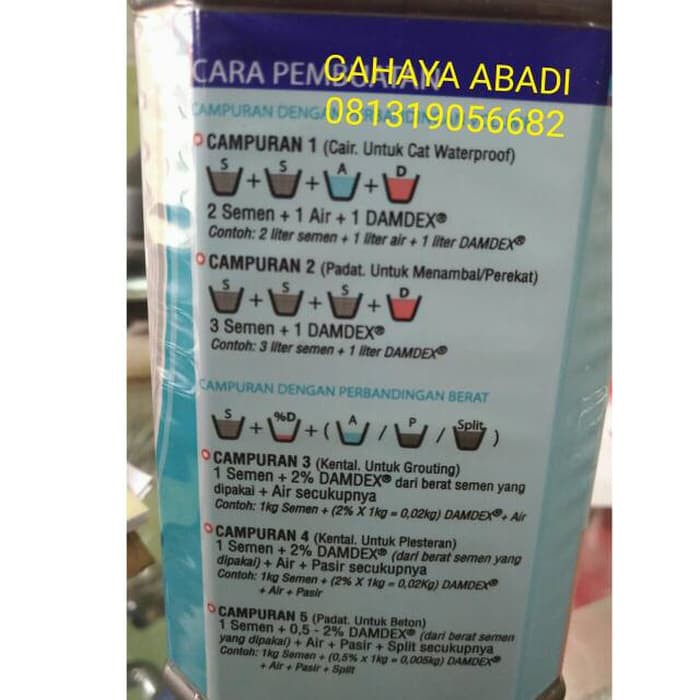 CARA PEMBUATAN
CAHAYA ABADI
081319056682
CAMPURAN DENGAN
CAMPURAN 1 (Cair. Untuk Cat Waterproof)
S + S + A + D
2 Semen + 1 Air + 1 DAMDEX®
Contoh: 2 liter semen + 1 liter air + 1 liter DAMDEX®
CAMPURAN 2 (Padat. Untuk Menambal/Perekat)
S + S + S + D
3 Semen + 1 DAMDEX®
Contoh: 3 liter semen + 1 liter DAMDEX®
CAMPURAN DENGAN PERBANDINGAN BERAT
S + %D + ( A / P / Split )
CAMPURAN 3 (Kental. Untuk Grouting)
1 Semen + 2% DAMDEX® dari berat semen yang
dipakai + Air secukupnya
Contoh: 1kg Semen + (2% X 1kg = 0,02kg) DAMDEX® + Air
CAMPURAN 4 (Kental. Untuk Plesteran)
1 Semen + 2% DAMDEX® (dari berat semen yang
dipakai) + Air + Pasir secukupnya
Contoh: 1kg Semen + (2% X 1kg = 0,02Kg) DAMDEX®
+ Air + Pasir
CAMPURAN 5 (Padat. Untuk Beton)
1 Semen + 0,5 - 2% DAMDEX® (dari berat semen
yang dipakai) + Air + Pasir + Split secukupnya
Contoh: 1kg Semen + (0,5% x 1kg = 0,005kg) DAMDEX®
+ Air + Pasir + Split